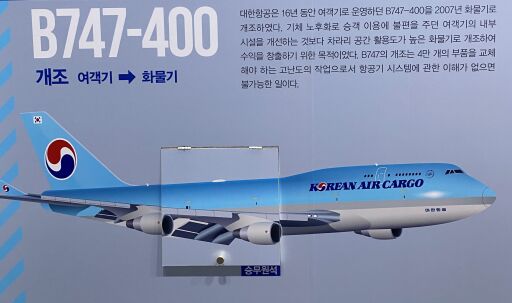 B747-400
개조 여객기 ➡ 화물기
대한항공은 16년 동안 여객기로 운영하던 B747-400을 2007년 화물기로
개조하였다. 기체 노후화로 승객 이용에 불편을 주던 여객기의 내부
시설을 개선하는 것보다 차라리 공간 활용도가 높은 화물기로 개조하여
수익을 창출하기 위한 목적이었다. B747의 개조는 4만 개의 부품을 교체
해야 하는 고난도의 작업으로서 항공기 시스템에 관한 이해가 없으면
불가능한 일이다.
KOREAN AIR CARGO
대한항공
승무원석